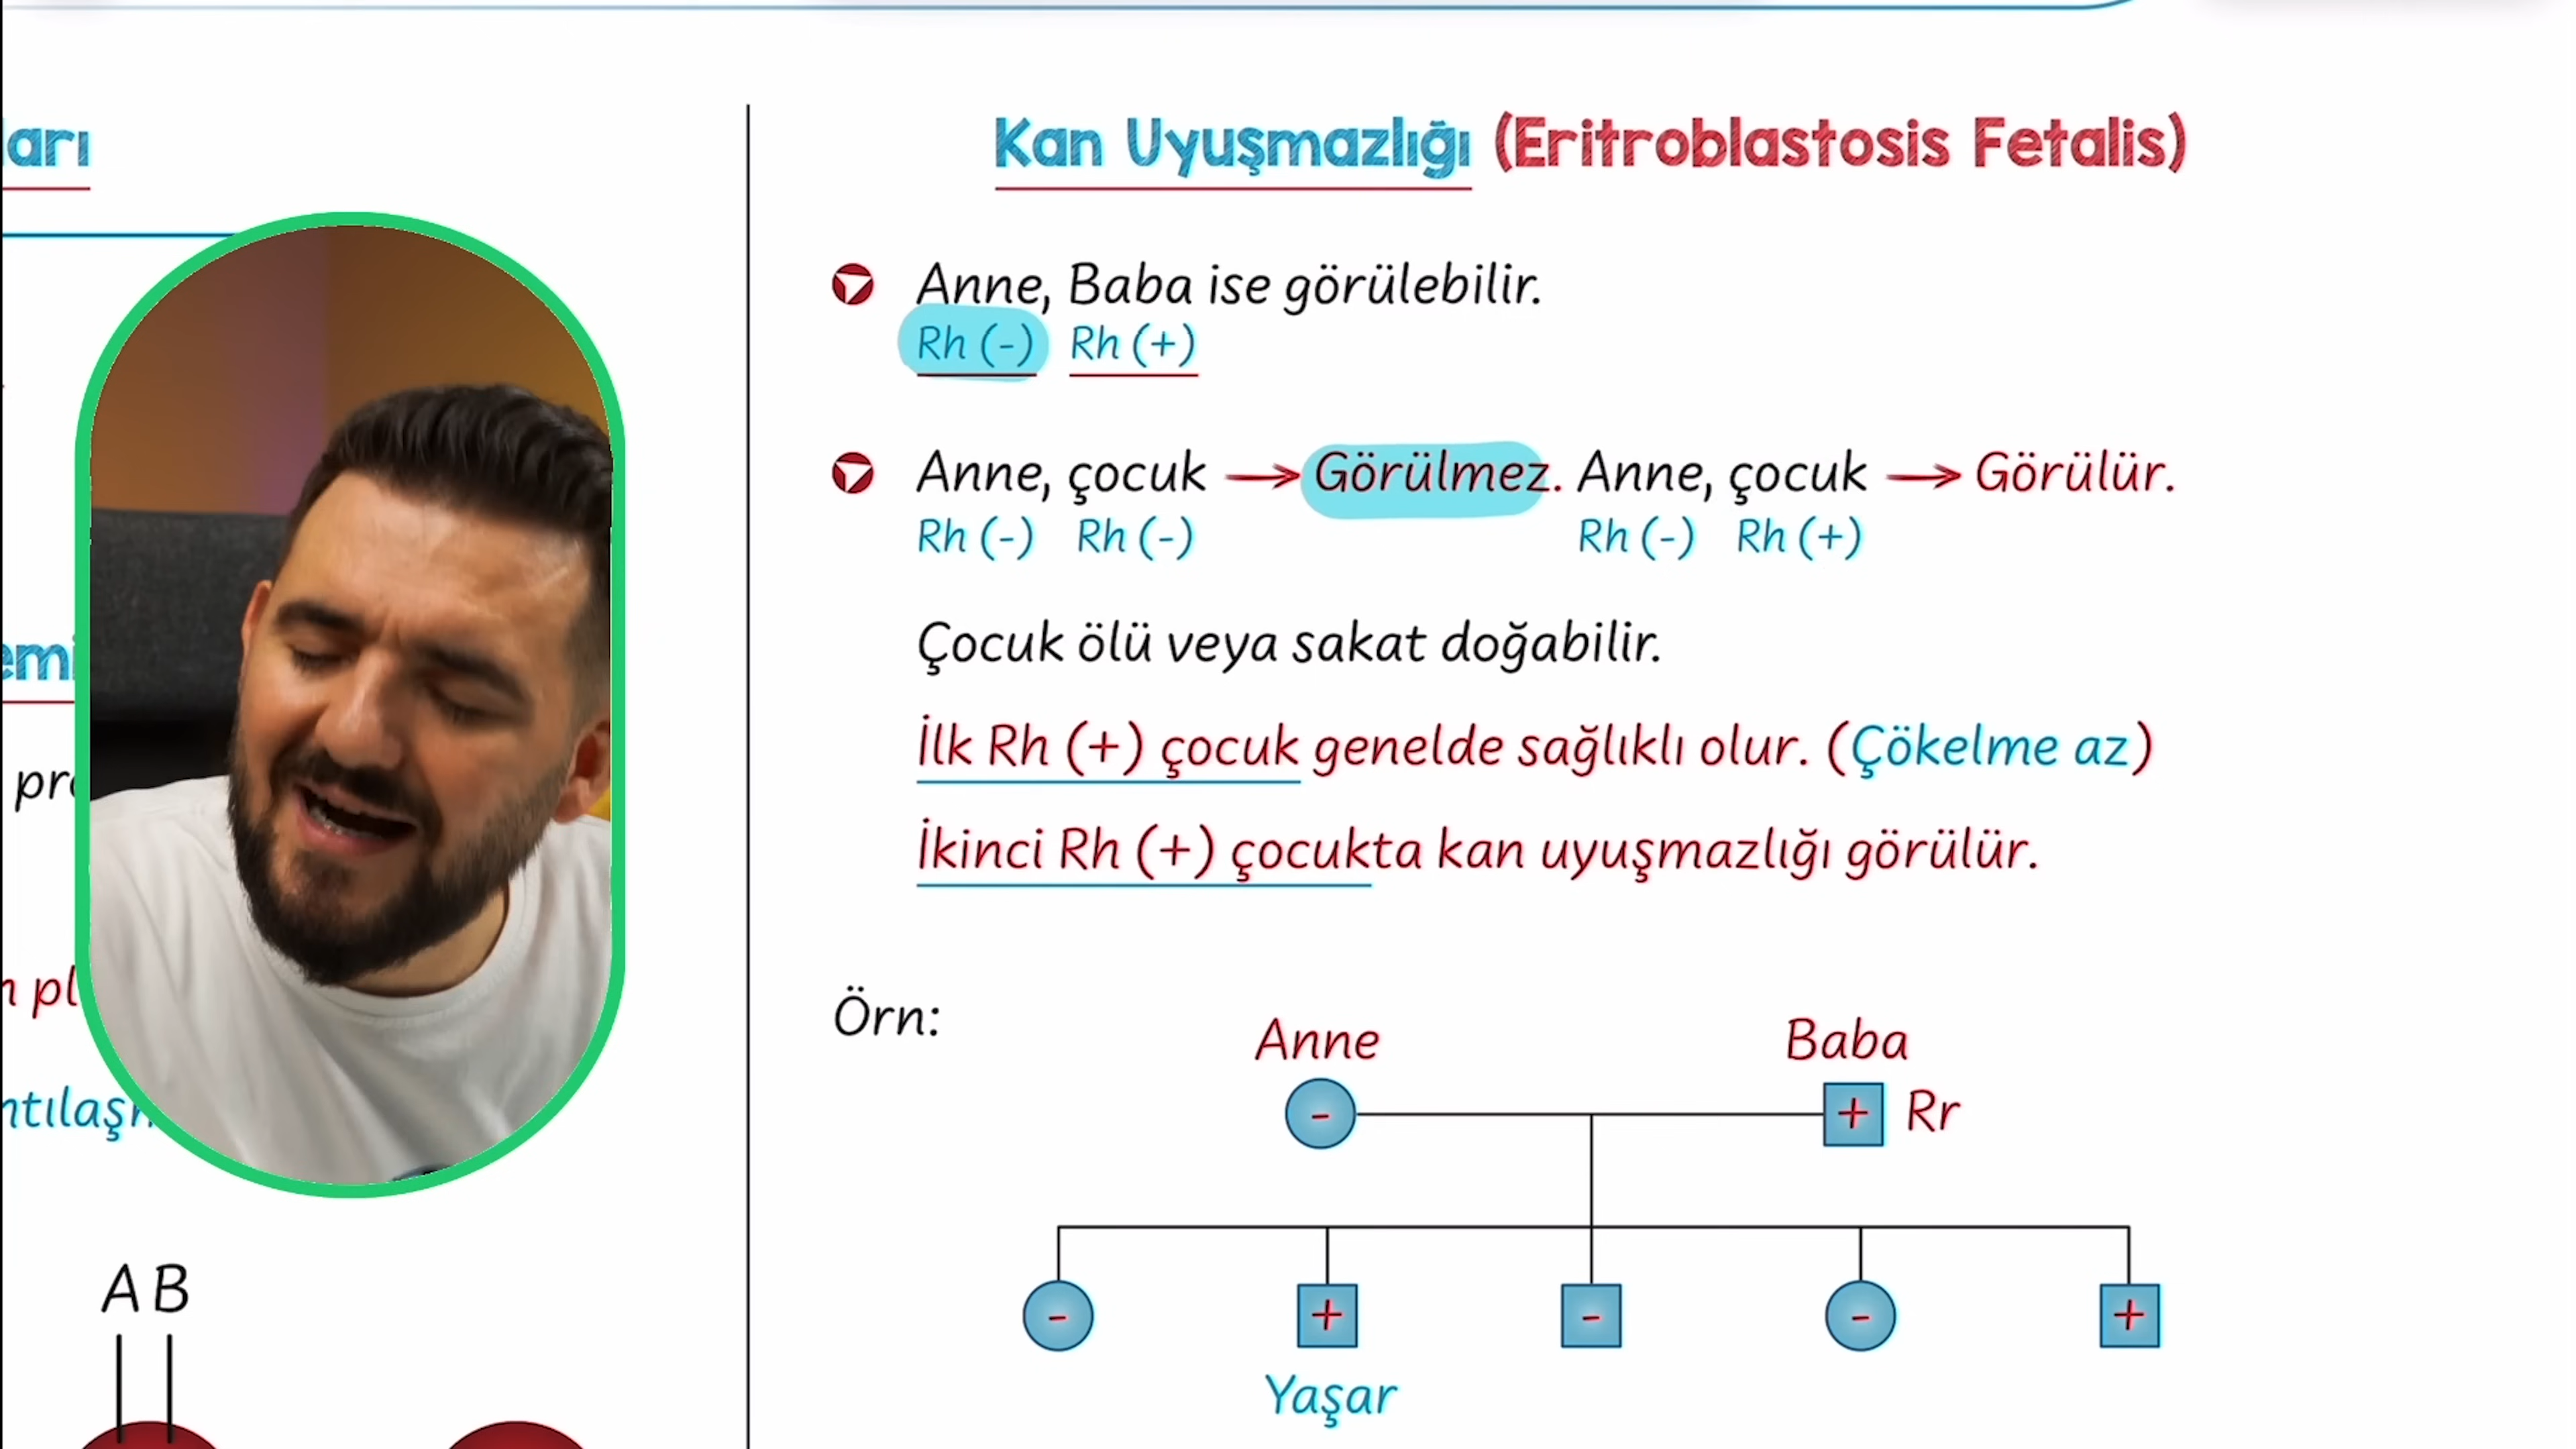 ları
Kan Uyuşmazlığı (Eritroblastosis Fetalis)
Anne, Baba ise görülebilir.
Rh (-) Rh (+)
Anne, çocuk → Görülmez. Anne, çocuk → Görülür.
Rh (-) Rh (-) Rh (-) Rh (+)
Çocuk ölü veya sakat doğabilir.
İlk Rh (+) çocuk genelde sağlıklı olur. (Çökelme az)
İkinci Rh (+) çocukta kan uyuşmazlığı görülür.
Örn:
Anne Baba
- + Rr
- + - - +
Yaşar
A B